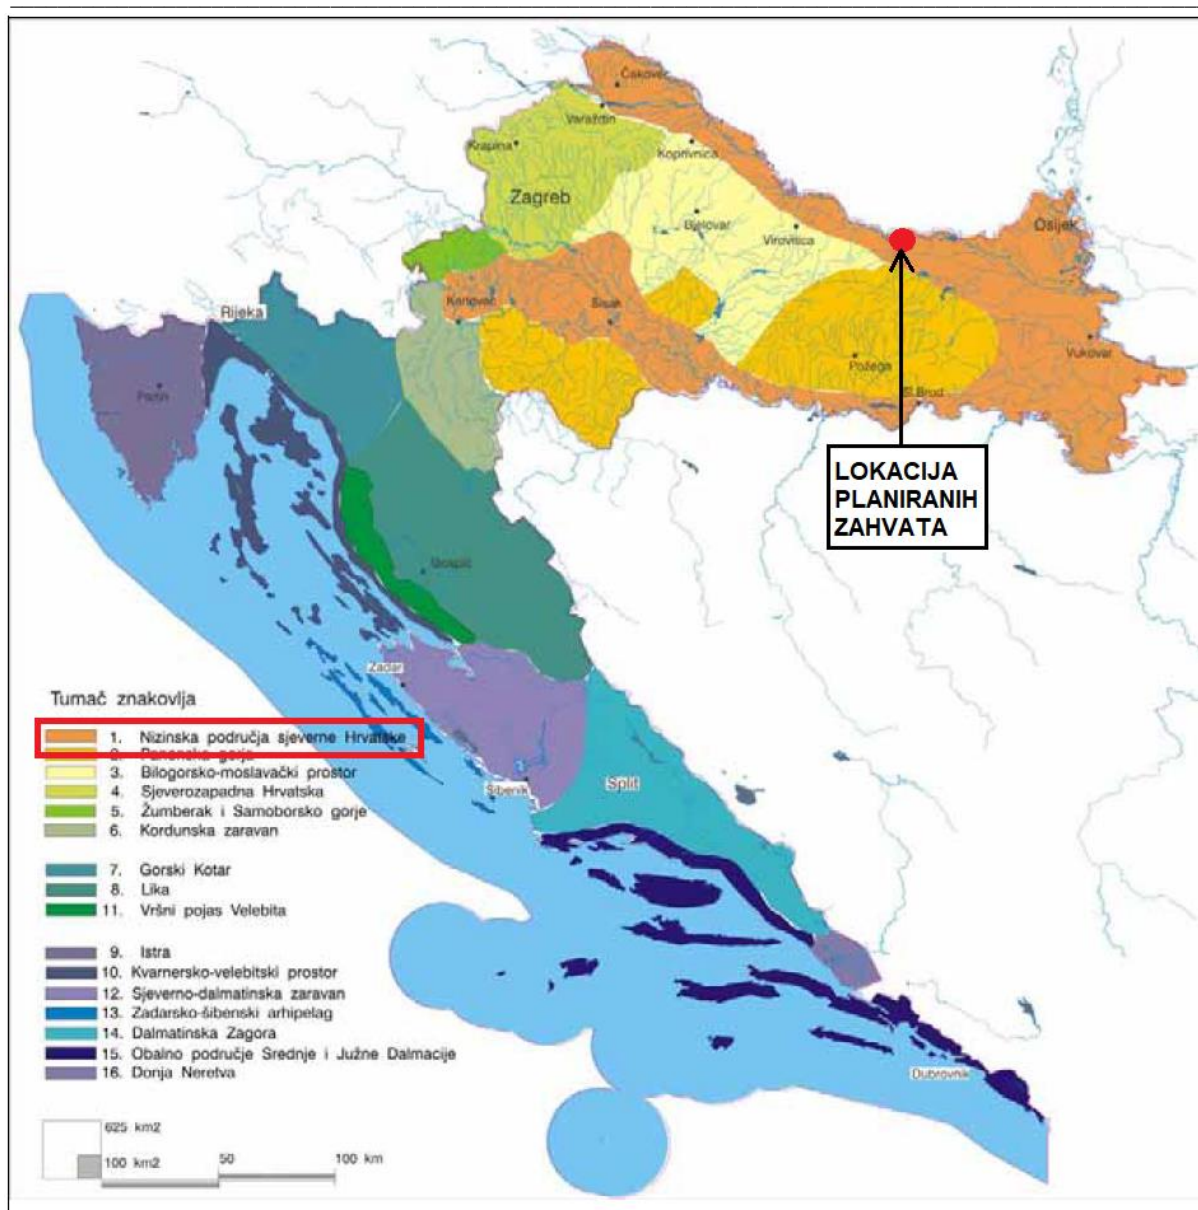 Čakovec
Varaždin
Krapina
Koprivnica
Zagreb
Bjelovar
Virovitica
Osijek
Karlovac
Sisak
Rijeka
Požega
Vukovar
Sl.Brod
Pazin
LOKACIJA
PLANIRANIH
ZAHVATA
Gospić
Zadar
Tumač znakovlja
1. Nizinska područja sjeverne Hrvatske
2. Panonska gorja
3. Bilogorsko-moslavački prostor
Šibenik
Split
4. Sjeverozapadna Hrvatska
5. Žumberak i Samoborsko gorje
6. Kordunska zaravan
7. Gorski Kotar
8. Lika
11. Vršni pojas Velebita
9. Istra
10. Kvarnersko-velebitski prostor
12. Sjeverno-dalmatinska zaravan
13. Zadarsko-šibenski arhipelag
14. Dalmatinska Zagora
15. Obalno područje Srednje i Južne Dalmacije
16. Donja Neretva
Dubrovnik
625 km2
100 km2
50
100 km